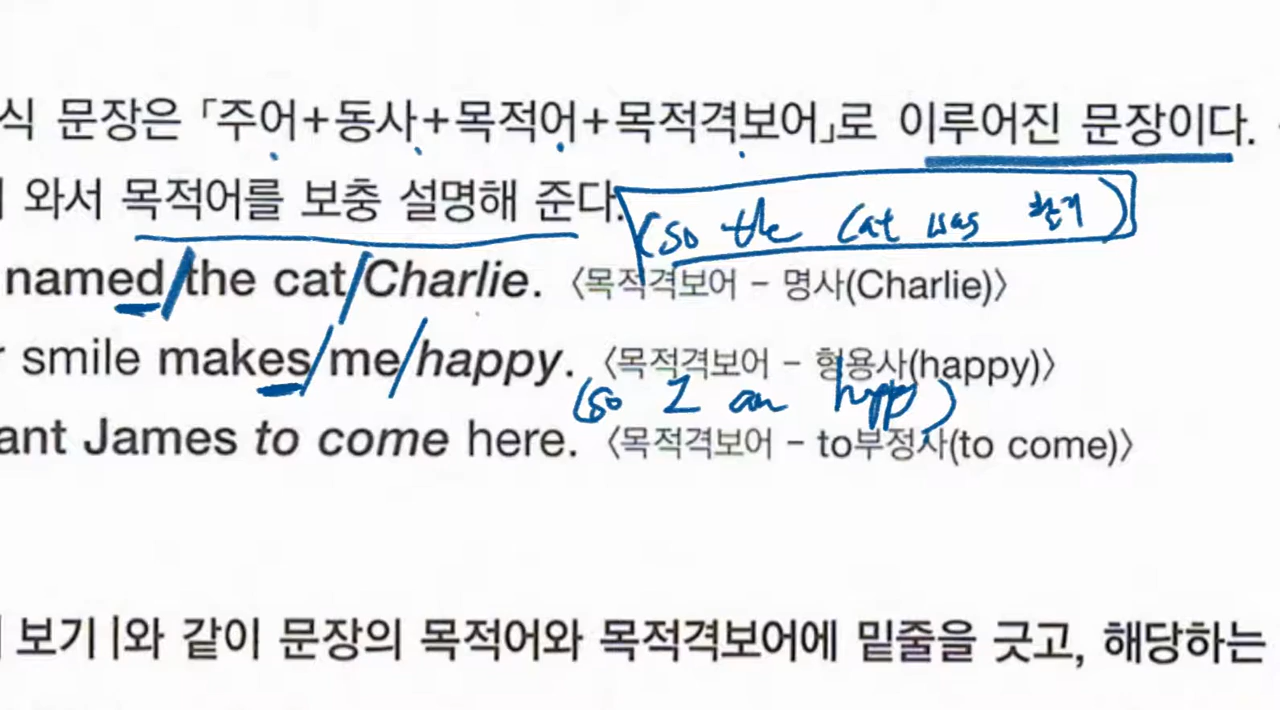 식 문장은 「주어+동사+목적어+목적격보어」로 이루어진 문장이다.
와서 목적어를 보충 설명해 준다.
(so the cat was 찰리)
named/the cat/Charlie. 〈목적격보어 – 명사(Charlie)〉
smile makes/me/happy. 〈목적격보어 – 형용사(happy)〉
(so I am happy)
ant James to come here. 〈목적격보어 – to부정사(to come)〉
보기 |와 같이 문장의 목적어와 목적격보어에 밑줄을 긋고, 해당하는